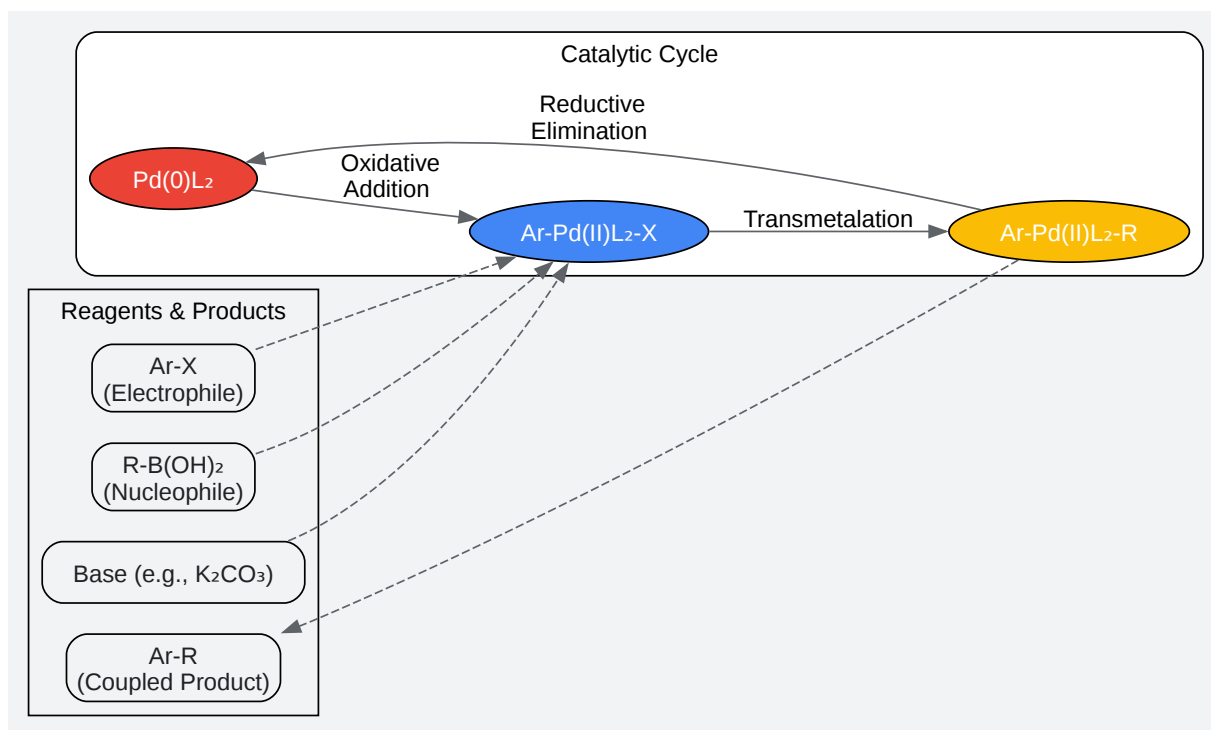 Catalytic Cycle
Reductive
Elimination
Oxidative
Addition
Pd(0)L₂
Transmetalation
Ar-Pd(II)L₂-X
Ar-Pd(II)L₂-R
Reagents & Products
Ar-X
(Electrophile)
R-B(OH)₂
(Nucleophile)
Base (e.g., K₂CO₃)
Ar-R
(Coupled Product)